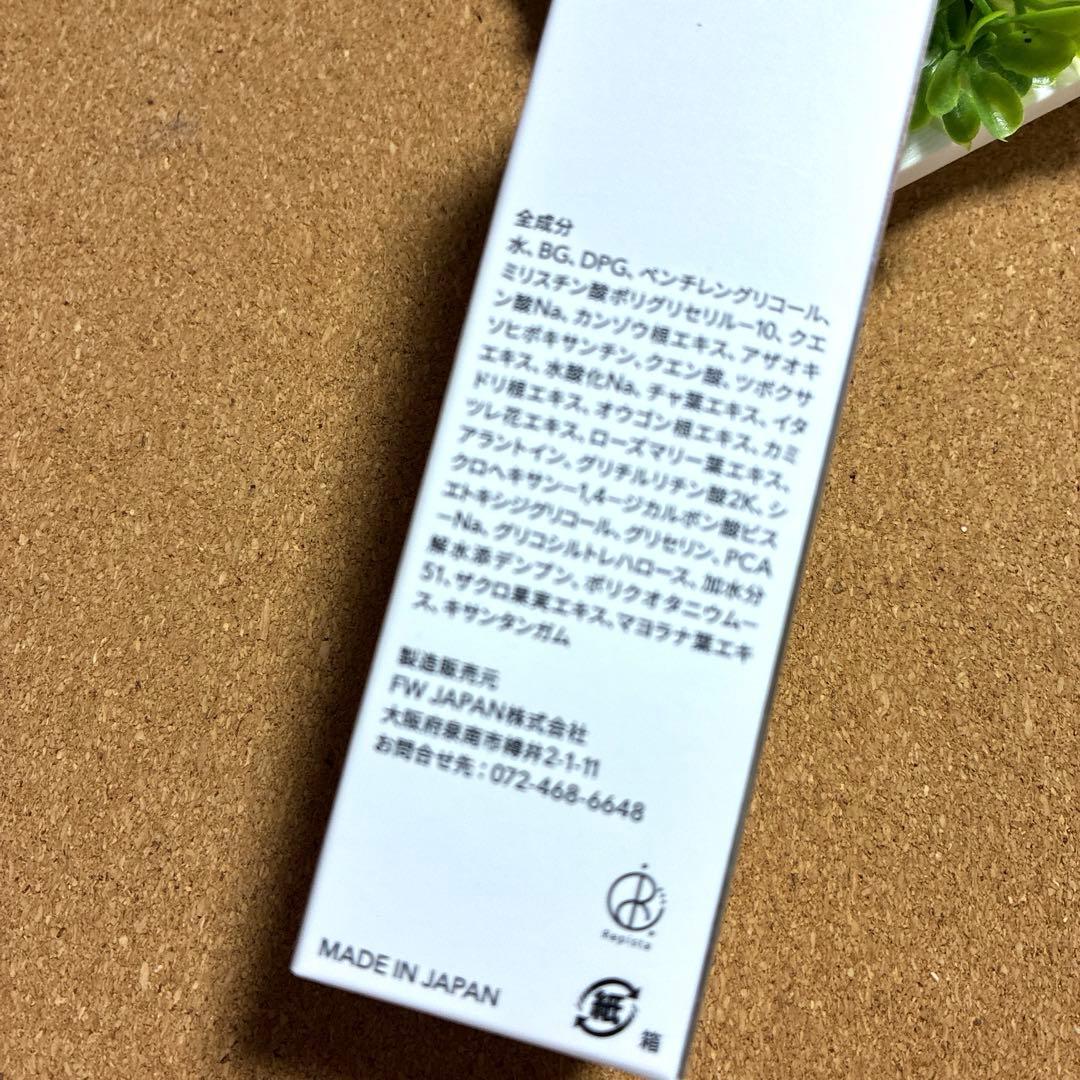 全成分
水、BG、DPG、ペンチレングリコール、
ミリスチン酸ポリグリセリル−10、クエ
ン酸Na、カンゾウ根エキス、アザオキ
ソヒポキサンチン、クエン酸、ツボクサ
エキス、水酸化Na、チャ葉エキス、イタ
ドリ根エキス、オウゴン根エキス、カミ
ツレ花エキス、ローズマリー葉エキス、
アラントイン、グリチルリチン酸2K、シ
クロヘキサン−1,4−ジカルボン酸ビス
エトキシジグリコール、グリセリン、PCA
−Na、グリコシルトレハロース、加水分
解水添デンプン、ポリクオタニウム−
51、ザクロ果実エキス、マヨラナ葉エキ
ス、キサンタンガム
製造販売元
FW JAPAN株式会社
大阪府泉南市樽井2-1-11
お問合せ先：072-468-6648
Repista
MADE IN JAPAN
紙
箱